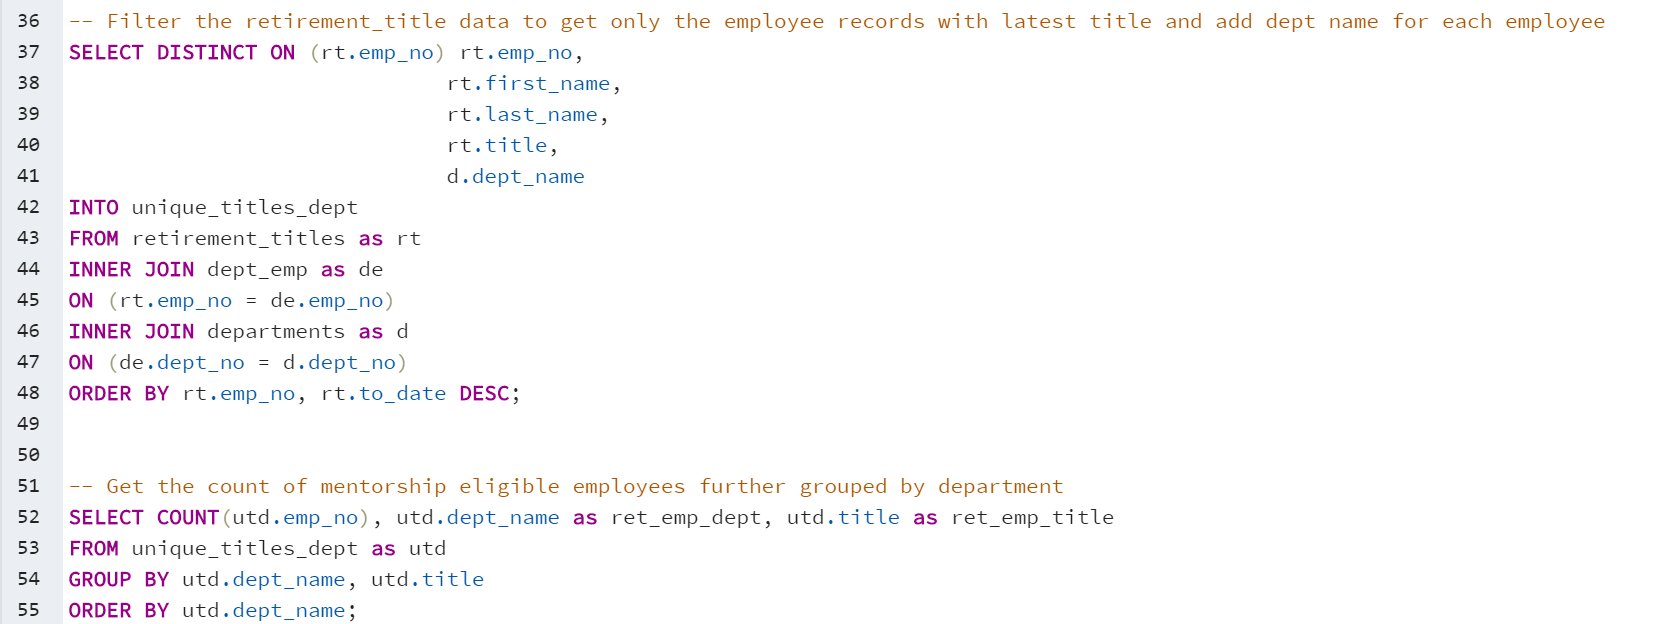 36 -- Filter the retirement_title data to get only the employee records with latest title and add dept name for each employee
37 SELECT DISTINCT ON (rt.emp_no) rt.emp_no,
38 rt.first_name,
39 rt.last_name,
40 rt.title,
41 d.dept_name
42 INTO unique_titles_dept
43 FROM retirement_titles as rt
44 INNER JOIN dept_emp as de
45 ON (rt.emp_no = de.emp_no)
46 INNER JOIN departments as d
47 ON (de.dept_no = d.dept_no)
48 ORDER BY rt.emp_no, rt.to_date DESC;
49
50
51 -- Get the count of mentorship eligible employees further grouped by department
52 SELECT COUNT(utd.emp_no), utd.dept_name as ret_emp_dept, utd.title as ret_emp_title
53 FROM unique_titles_dept as utd
54 GROUP BY utd.dept_name, utd.title
55 ORDER BY utd.dept_name;